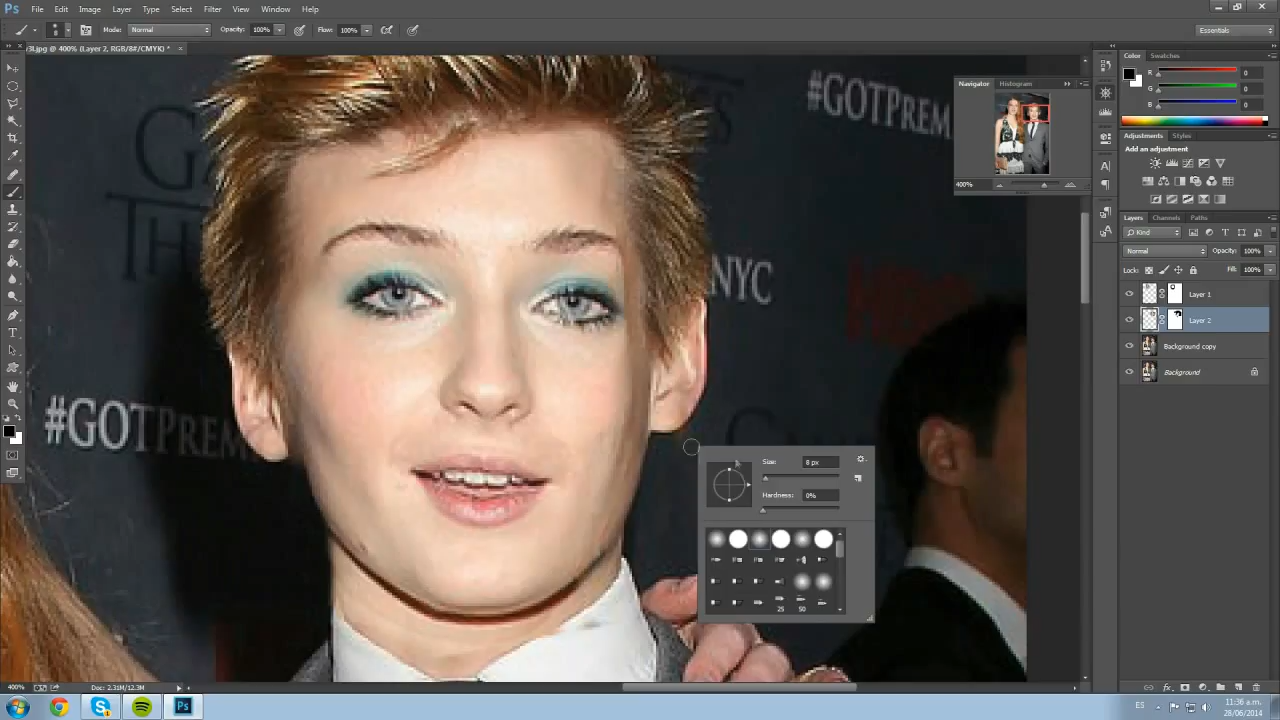 Ps File Edit Image Layer Type Select Filter View Window Help
8 Mode: Normal Opacity: 100% Flow: 100% Essentials
3l.jpg @ 400% (Layer 2, RGB/8#/CMYK) *
Color Swatches
R 0
G 0
B 0
Navigator Histogram
400%
#GOTPREM
NYC
#GOTPREM
Adjustments Styles
Add an adjustment
Layers Channels Paths
Kind
Normal Opacity: 100%
Lock: Fill: 100%
Layer 1
Layer 2
Background copy
Background
Size: 8 px
Hardness: 0%
25 50
400% Doc: 2.31M/12.3M
Ps ES 11:36 a.m.
28/06/2014